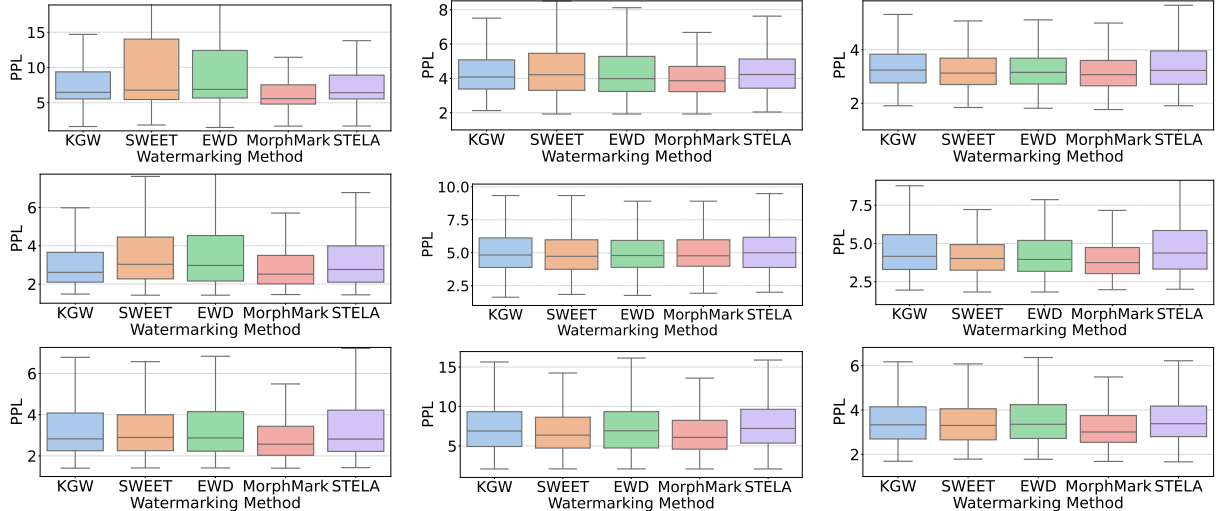 PPL
15
10
5
KGW SWEET EWD MorphMark STELA
Watermarking Method
PPL
8
6
4
2
KGW SWEET EWD MorphMark STELA
Watermarking Method
PPL
4
2
KGW SWEET EWD MorphMark STELA
Watermarking Method
PPL
6
4
2
KGW SWEET EWD MorphMark STELA
Watermarking Method
PPL
10.0
7.5
5.0
2.5
KGW SWEET EWD MorphMark STELA
Watermarking Method
PPL
7.5
5.0
2.5
KGW SWEET EWD MorphMark STELA
Watermarking Method
PPL
6
4
2
KGW SWEET EWD MorphMark STELA
Watermarking Method
PPL
15
10
5
KGW SWEET EWD MorphMark STELA
Watermarking Method
PPL
6
4
2
KGW SWEET EWD MorphMark STELA
Watermarking Method